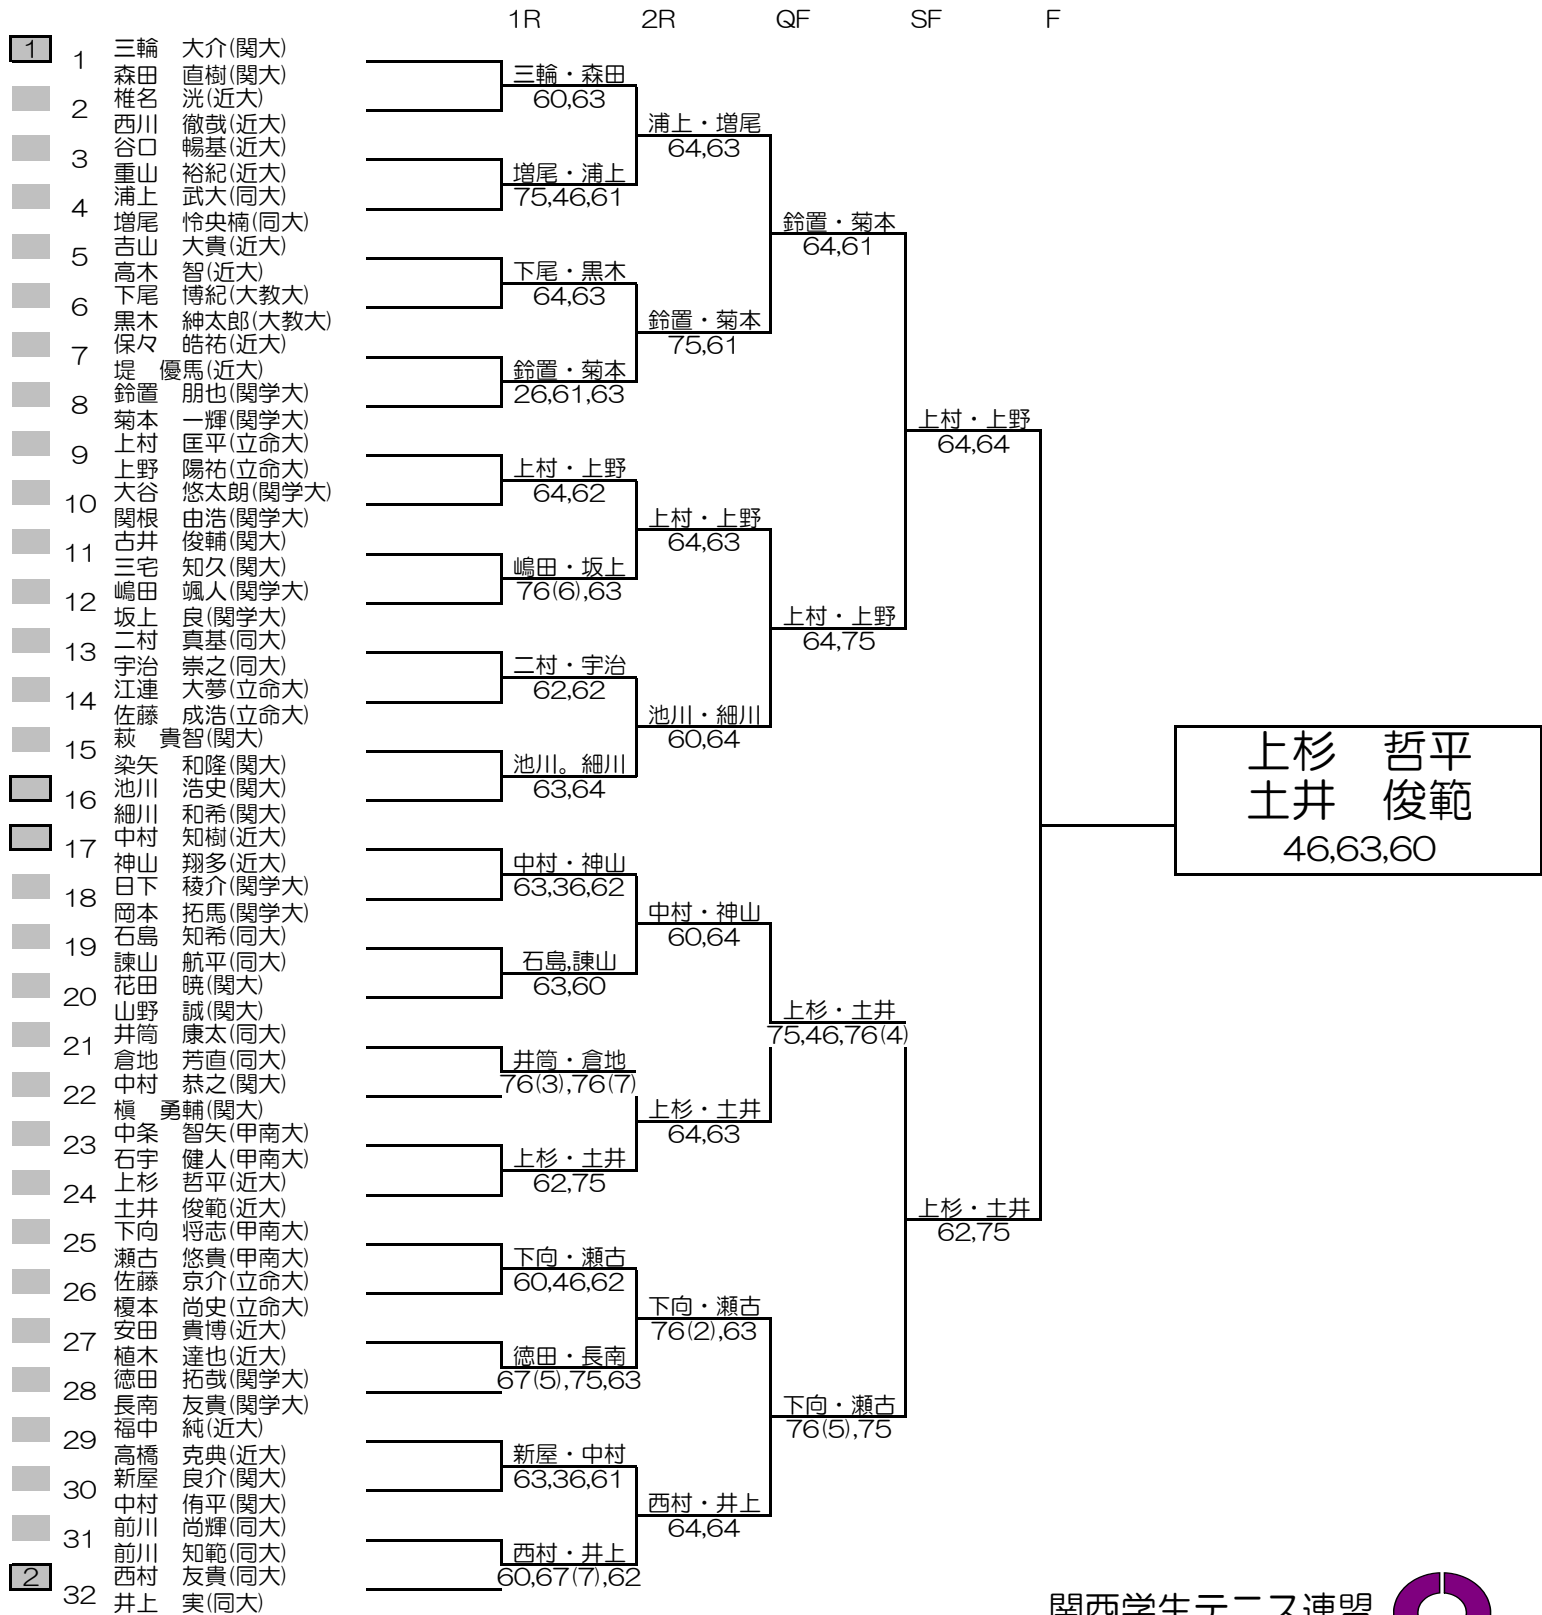 1R 2R QF SF F
1 1 三輪 大介(関大)
森田 直樹(関大)
2 椎名 洸(近大)
西川 徹哉(近大)
3 谷口 暢基(近大)
重山 裕紀(近大)
4 浦上 武大(同大)
増尾 怜央楠(同大)
5 吉山 大貴(近大)
高木 智(近大)
6 下尾 博紀(大教大)
黒木 紳太郎(大教大)
7 保々 皓祐(近大)
堤 優馬(近大)
8 鈴置 朋也(関学大)
菊本 一輝(関学大)
9 上村 匡平(立命大)
上野 陽祐(立命大)
10 大谷 悠太朗(関学大)
関根 由浩(関学大)
11 古井 俊輔(関大)
三宅 知久(関大)
12 嶋田 颯人(関学大)
坂上 良(関学大)
13 二村 真基(同大)
宇治 崇之(同大)
14 江連 大夢(立命大)
佐藤 成浩(立命大)
15 萩 貴智(関大)
染矢 和隆(関大)
16 池川 浩史(関大)
細川 和希(関大)
17 中村 知樹(近大)
神山 翔多(近大)
18 日下 稜介(関学大)
岡本 拓馬(関学大)
19 石島 知希(同大)
諫山 航平(同大)
20 花田 暁(関大)
山野 誠(関大)
21 井筒 康太(同大)
倉地 芳直(同大)
22 中村 恭之(関大)
槇 勇輔(関大)
23 中条 智矢(甲南大)
石宇 健人(甲南大)
24 上杉 哲平(近大)
土井 俊範(近大)
25 下向 将志(甲南大)
瀬古 悠貴(甲南大)
26 佐藤 京介(立命大)
榎本 尚史(立命大)
27 安田 貴博(近大)
植木 達也(近大)
28 徳田 拓哉(関学大)
長南 友貴(関学大)
29 福中 純(近大)
高橋 克典(近大)
30 新屋 良介(関大)
中村 侑平(関大)
31 前川 尚輝(同大)
前川 知範(同大)
2 32 西村 友貴(同大)
井上 実(同大)
三輪・森田
60,63
増尾・浦上
75,46,61
下尾・黒木
64,63
鈴置・菊本
26,61,63
上村・上野
64,62
嶋田・坂上
76(6),63
二村・宇治
62,62
池川。細川
63,64
中村・神山
63,36,62
石島,諫山
63,60
井筒・倉地
76(3),76(7)
上杉・土井
62,75
下向・瀬古
60,46,62
徳田・長南
67(5),75,63
新屋・中村
63,36,61
西村・井上
60,67(7),62
浦上・増尾
64,63
鈴置・菊本
75,61
上村・上野
64,63
池川・細川
60,64
中村・神山
60,64
上杉・土井
64,63
下向・瀬古
76(2),63
西村・井上
64,64
鈴置・菊本
64,61
上村・上野
64,75
上杉・土井
75,46,76(4)
下向・瀬古
76(5),75
上村・上野
64,64
上杉・土井
62,75
上杉 哲平
土井 俊範
46,63,60
関西学生テニス連盟